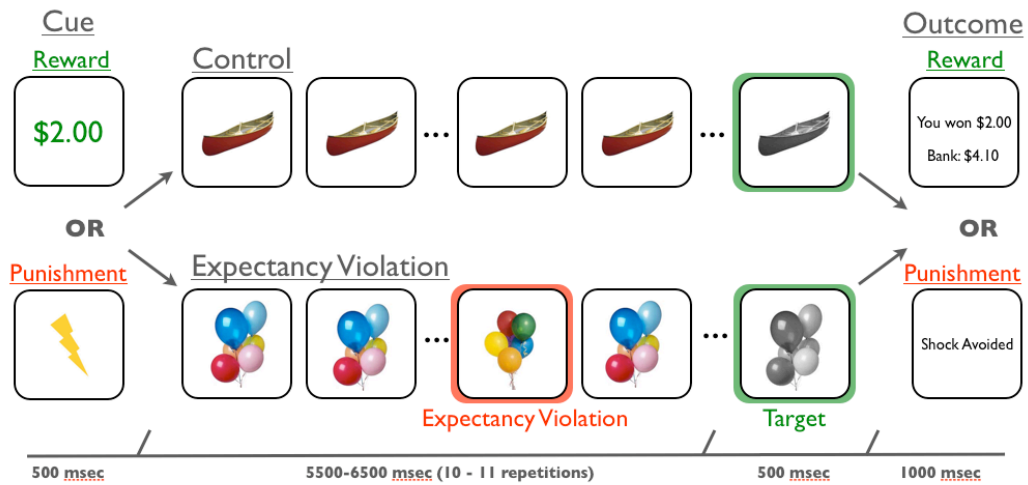 Cue
Reward
$2.00
Control
...
...
Outcome
Reward
You won $2.00
Bank: $4.10
OR
OR
Punishment
Expectancy Violation
...
...
Punishment
Shock Avoided
Expectancy Violation
Target
500 msec
5500-6500 msec (10 - 11 repetitions)
500 msec
1000 msec